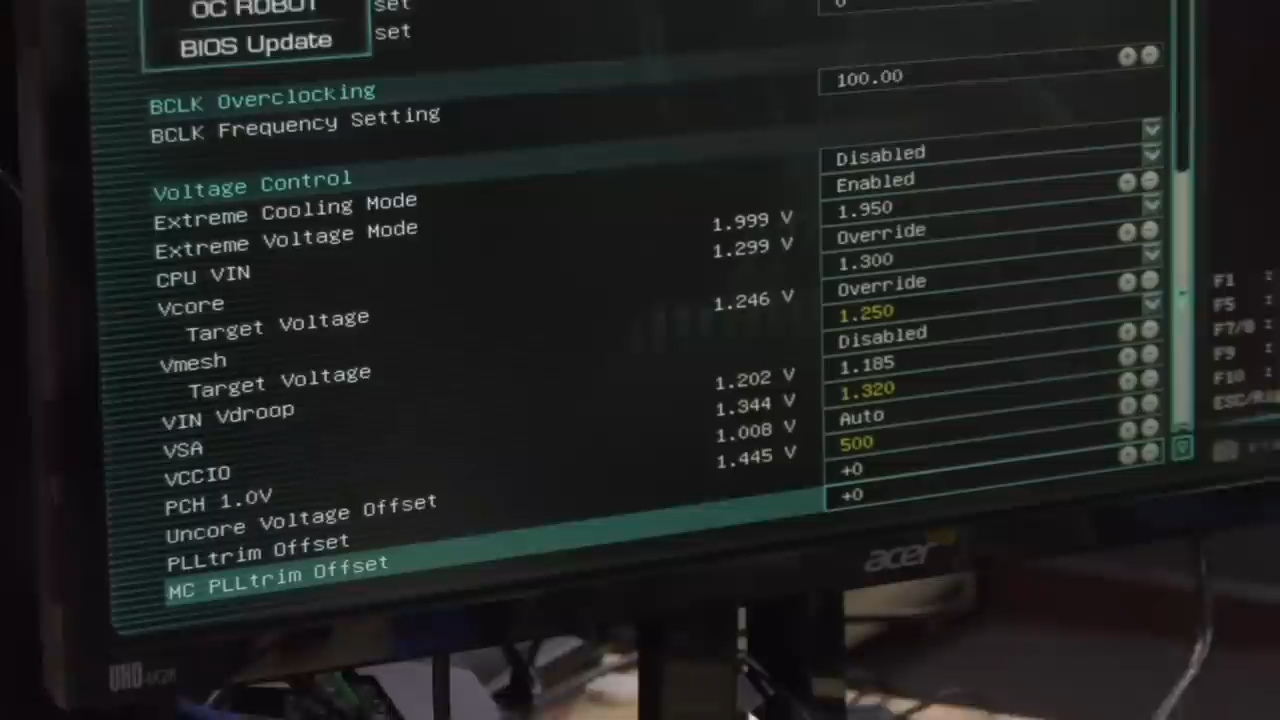 OC ROBOT
BIOS Update
set
set
BCLK Overclocking
BCLK Frequency Setting 100.00
Voltage Control
Extreme Cooling Mode Disabled
Extreme Voltage Mode Enabled
CPU VIN 1.999 V 1.950
Vcore 1.299 V Override
Target Voltage 1.300
Vmesh 1.246 V Override
Target Voltage 1.250
VIN Vdroop Disabled
VSA 1.202 V 1.185
VCCIO 1.344 V 1.320
PCH 1.0V 1.008 V Auto
Uncore Voltage Offset 1.445 V 500
PLLtrim Offset +0
MC PLLtrim Offset +0
F1 :
F5 :
F7/8 :
F9 :
F10 :
acer
UHD 4K2K